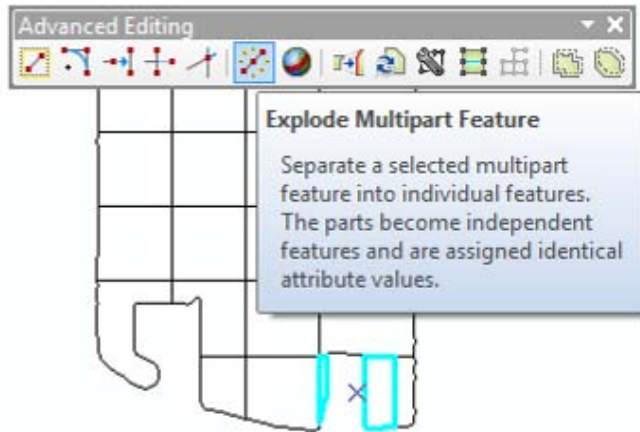 Advanced Editing
Explode Multipart Feature
Separate a selected multipart
feature into individual features.
The parts become independent
features and are assigned identical
attribute values.